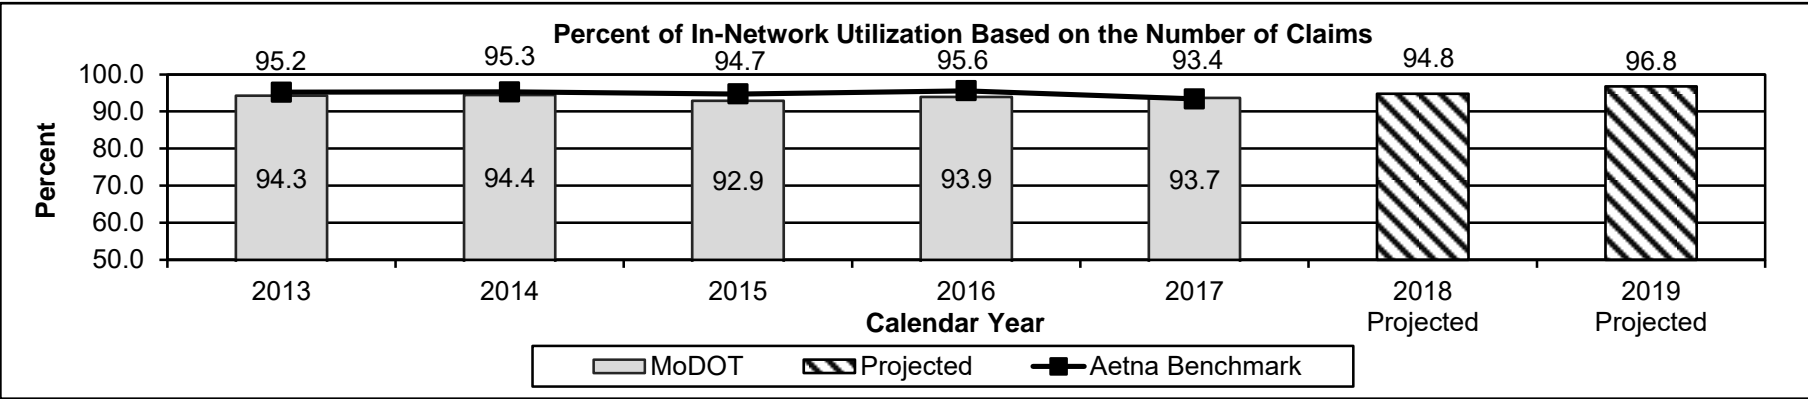 Percent of In-Network Utilization Based on the Number of Claims
95.2 95.3 94.7 95.6 93.4 94.8 96.8
100.0
90.0
80.0
70.0
60.0
50.0
Percent
94.3 94.4 92.9 93.9 93.7
2013 2014 2015 2016 2017 2018 2019
Projected Projected
Calendar Year
MoDOT Projected Aetna Benchmark